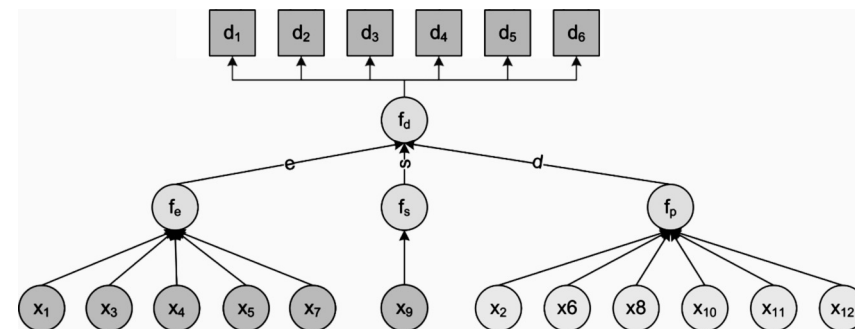 d₁ d₂ d₃ d₄ d₅ d₆
f_d
e s d
fₑ fₛ fₚ
x₁ x₃ x₄ x₅ x₇ x₉ x₂ x6 x8 x₁₀ x₁₁ x₁₂